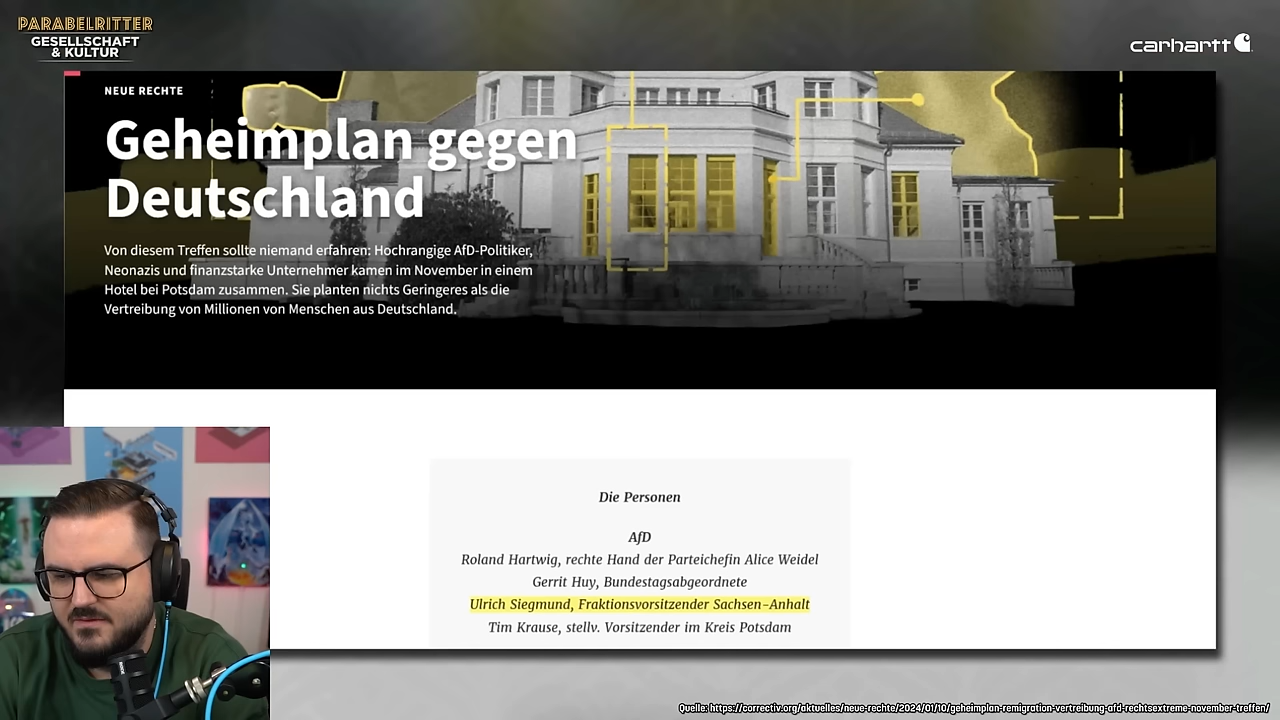 PARABELRITTER
GESELLSCHAFT
& KULTUR
carhartt
NEUE RECHTE
Geheimplan gegen
Deutschland
Von diesem Treffen sollte niemand erfahren: Hochrangige AfD-Politiker,
Neonazis und finanzstarke Unternehmer kamen im November in einem
Hotel bei Potsdam zusammen. Sie planten nichts Geringeres als die
Vertreibung von Millionen von Menschen aus Deutschland.
Die Personen
AfD
Roland Hartwig, rechte Hand der Parteichefin Alice Weidel
Gerrit Huy, Bundestagsabgeordnete
Ulrich Siegmund, Fraktionsvorsitzender Sachsen-Anhalt
Tim Krause, stellv. Vorsitzender im Kreis Potsdam
Quelle: https://correctiv.org/aktuelles/neue-rechte/2024/01/10/geheimplan-remigration-vertreibung-afd-rechtsextreme-november-treffen/